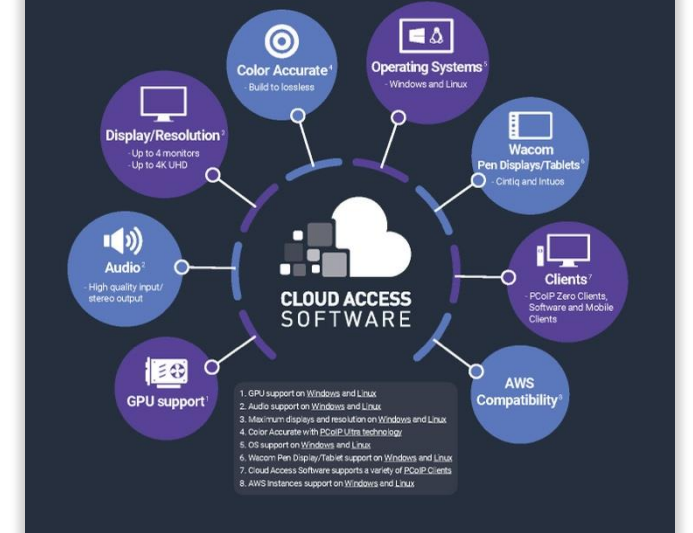 Color Accurate⁴
- Build to lossless
Operating Systems⁵
- Windows and Linux
Display/Resolution³
- Up to 4 monitors
- Up to 4K UHD
Wacom
Pen Displays/Tablets⁶
- Cintiq and Intuos
Audio²
- High quality input/
stereo output
Clients⁷
- PCoIP Zero Clients,
Software and Mobile
Clients
CLOUD ACCESS
SOFTWARE
GPU support¹
AWS
Compatibility⁸
1. GPU support on Windows and Linux
2. Audio support on Windows and Linux
3. Maximum displays and resolution on Windows and Linux
4. Color Accurate with PCoIP Ultra technology
5. OS support on Windows and Linux
6. Wacom Pen Display/Tablet support on Windows and Linux
7. Cloud Access Software supports a variety of PCoIP Clients
8. AWS Instances support on Windows and Linux